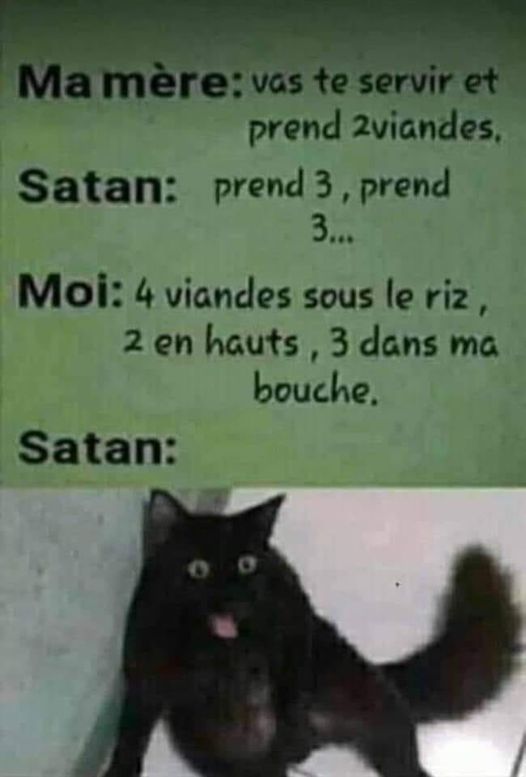 Ma mère: vas te servir et
prend 2viandes.
Satan: prend 3 , prend
3...
Moi: 4 viandes sous le riz ,
2 en hauts , 3 dans ma
bouche.
Satan: